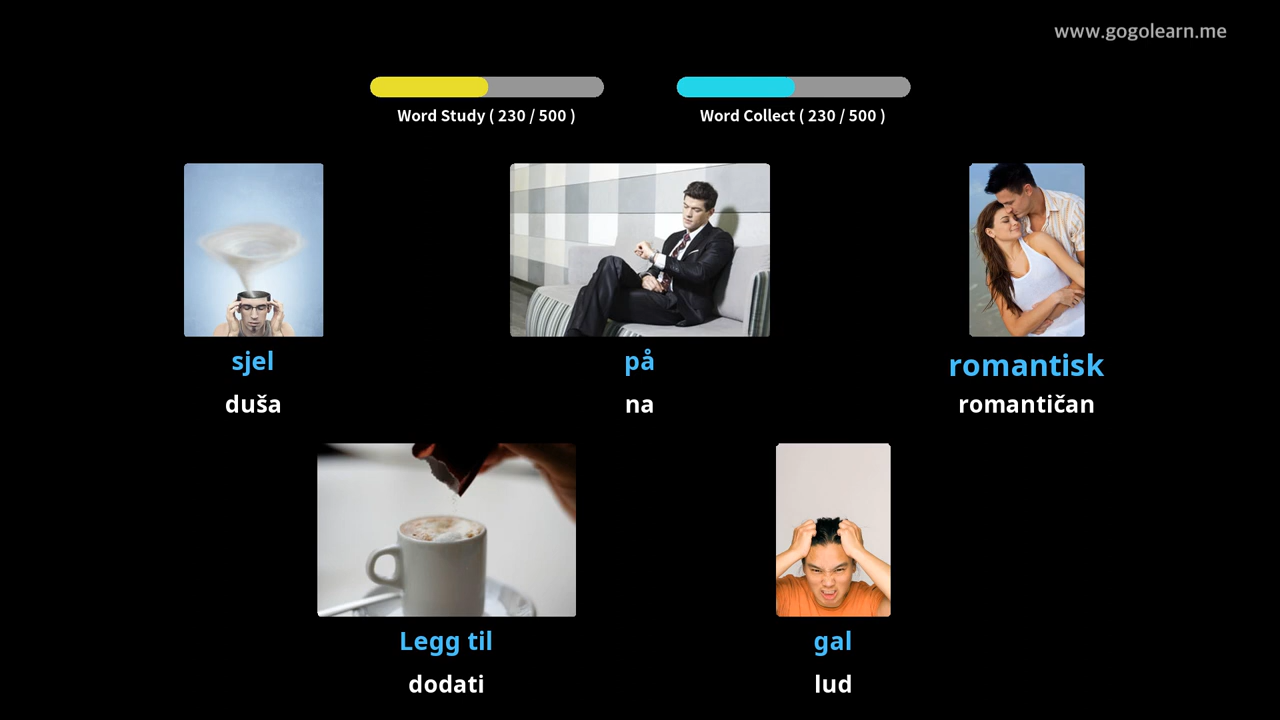 www.gogolearn.me
Word Study ( 230 / 500 )
Word Collect ( 230 / 500 )
sjel
på
romantisk
duša
na
romantičan
Legg til
gal
dodati
lud